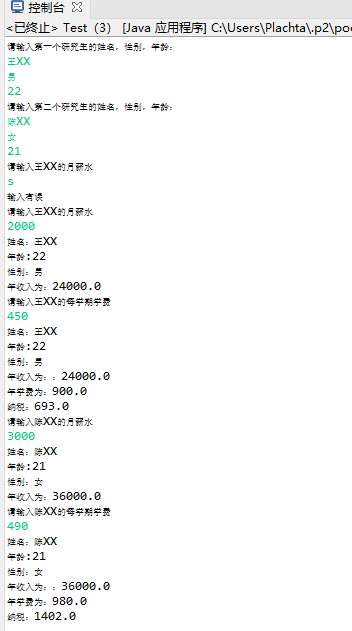 控制台
<已终止> Test（3） [Java 应用程序] C:\Users\Plachta\.p2\poo
请输入第一个研究生的姓名，性别，年龄：
王XX
男
22
请输入第二个研究生的姓名，性别，年龄：
陈XX
女
21
请输入王XX的月薪水
s
输入有误
请输入王XX的月薪水
2000
姓名：王XX
年龄:22
性别：男
年收入为：24000.0
请输入王XX的每学期学费
450
姓名：王XX
年龄:22
性别：男
年收入为：：24000.0
年学费为：900.0
纳税：693.0
请输入陈XX的月薪水
3000
姓名：陈XX
年龄:21
性别：女
年收入为：36000.0
请输入陈XX的每学期学费
490
姓名：陈XX
年龄:21
性别：女
年收入为：：36000.0
年学费为：980.0
纳税：1402.0